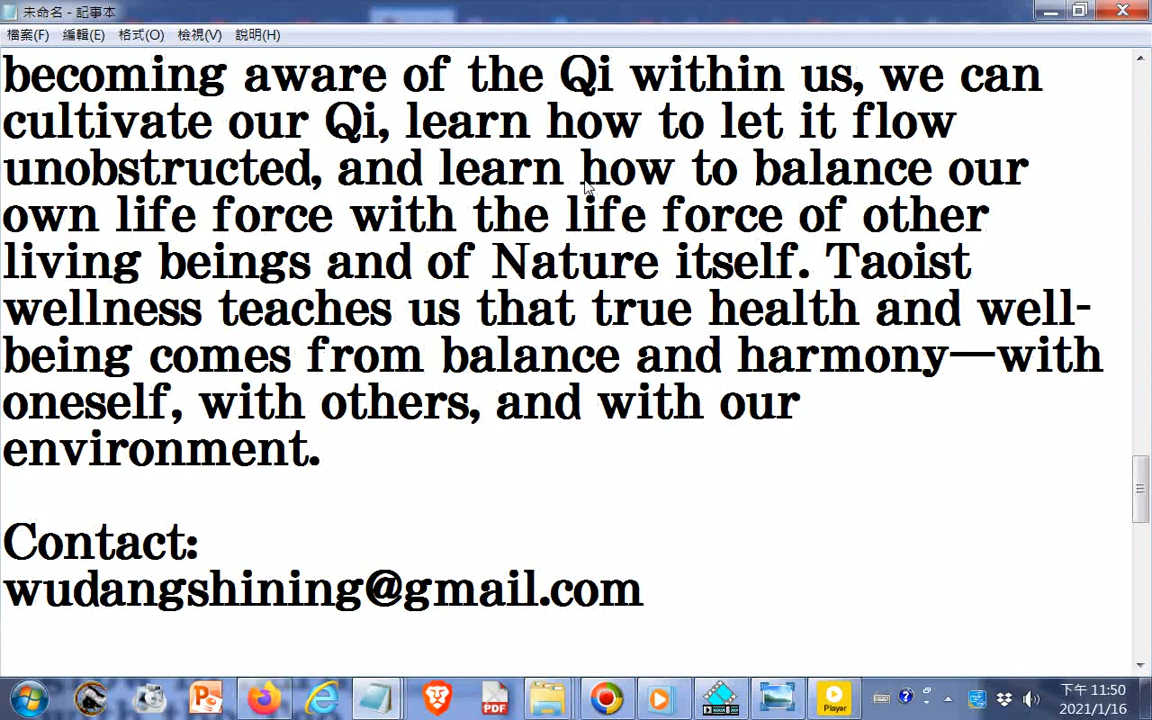 未命名 - 記事本
檔案(F) 編輯(E) 格式(O) 檢視(V) 說明(H)
becoming aware of the Qi within us, we can
cultivate our Qi, learn how to let it flow
unobstructed, and learn how to balance our
own life force with the life force of other
living beings and of Nature itself. Taoist
wellness teaches us that true health and well-
being comes from balance and harmony—with
oneself, with others, and with our
environment.
Contact:
wudangshining@gmail.com
PDF
Player
下午 11:50
2021/1/16